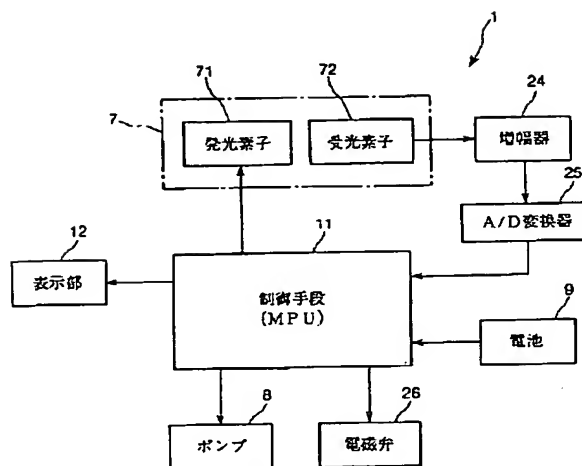 1
71
72
24
7
発光素子
受光素子
増幅器
25
A/D変換器
12
11
表示部
制御手段
(MPU)
9
電池
8
26
ポンプ
電磁弁